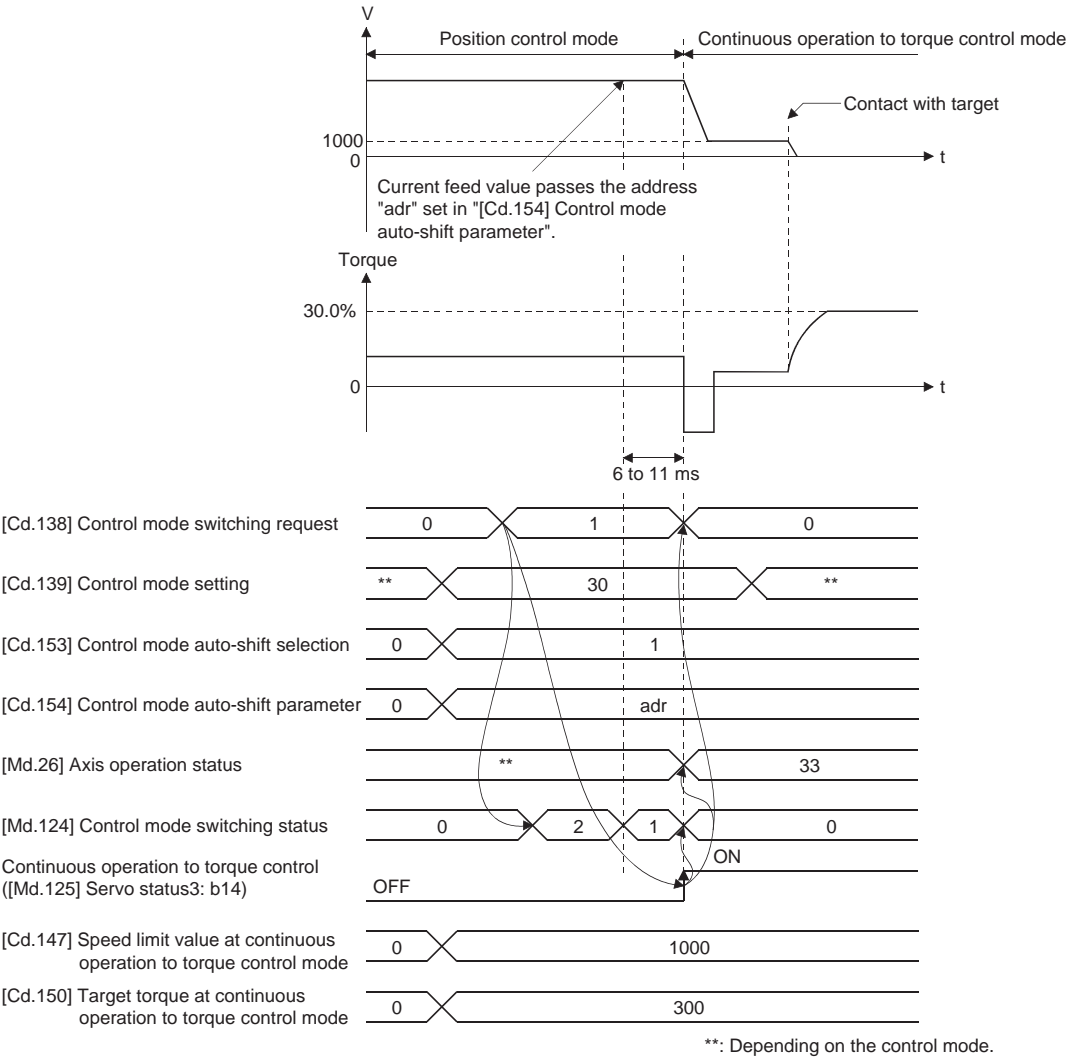 V
Position control mode
Continuous operation to torque control mode
Contact with target
1000
0
t
Current feed value passes the address
"adr" set in "[Cd.154] Control mode
auto-shift parameter".
Torque
30.0%
0
t
6 to 11 ms
[Cd.138] Control mode switching request
0
1
0
[Cd.139] Control mode setting
**
30
**
[Cd.153] Control mode auto-shift selection
0
1
[Cd.154] Control mode auto-shift parameter
0
adr
[Md.26] Axis operation status
**
33
[Md.124] Control mode switching status
0
2
1
0
Continuous operation to torque control
([Md.125] Servo status3: b14)
OFF
ON
[Cd.147] Speed limit value at continuous
operation to torque control mode
0
1000
[Cd.150] Target torque at continuous
operation to torque control mode
0
300
**: Depending on the control mode.